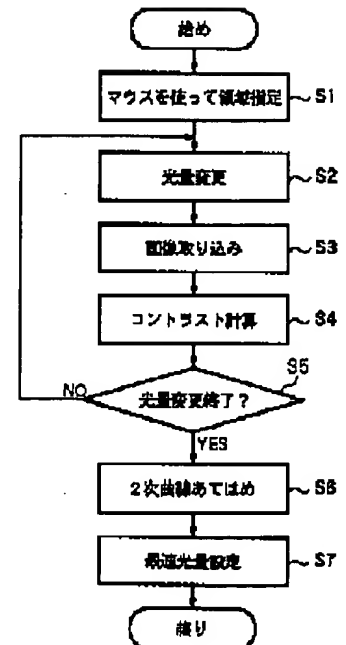 始め
マウスを使って領域指定 S1
光量変更 S2
画像取り込み S3
コントラスト計算 S4
S5
光量変更終了?
NO
YES
2次曲線あてはめ S6
最適光量設定 S7
終り